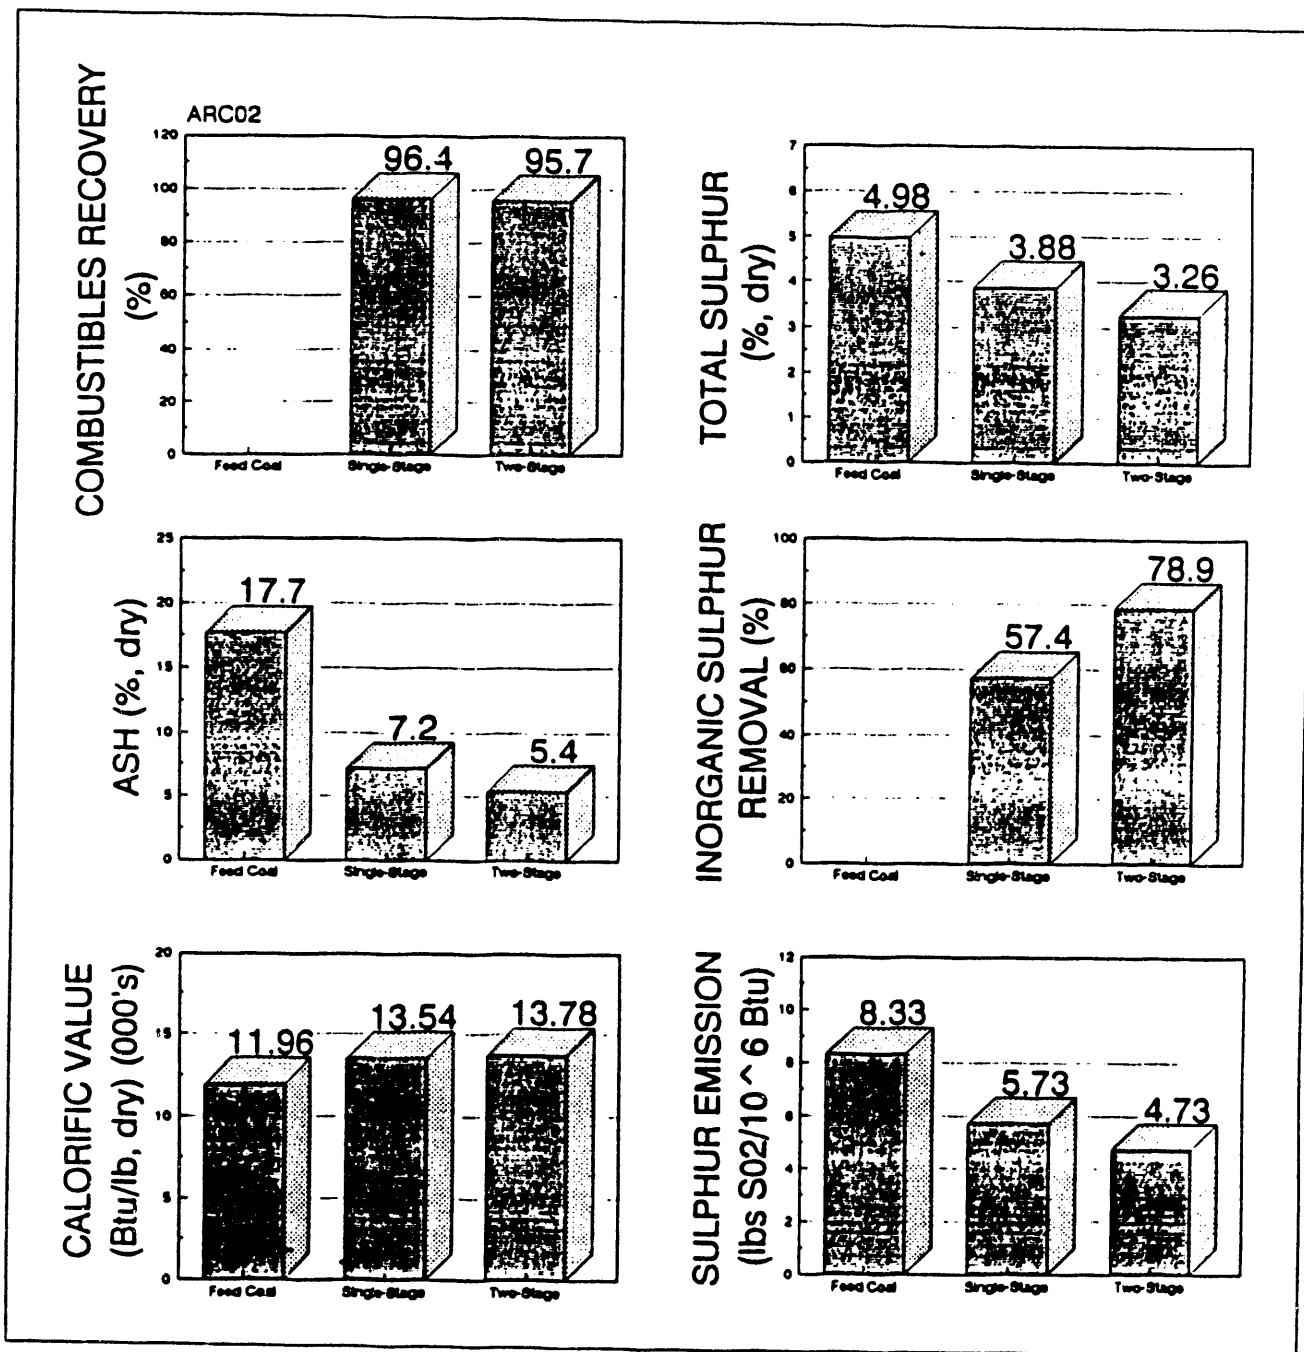 COMBUSTIBLES RECOVERY
(%)
ARC02
120
100
80
60
40
20
0
96.4
95.7
Feed Coal
Single-Stage
Two-Stage
TOTAL SULPHUR
(%, dry)
7
6
5
4
3
2
1
0
4.98
3.88
3.26
Feed Coal
Single-Stage
Two-Stage
ASH (%, dry)
25
20
15
10
5
0
17.7
7.2
5.4
Feed Coal
Single-Stage
Two-Stage
INORGANIC SULPHUR
REMOVAL (%)
100
80
60
40
20
0
57.4
78.9
Feed Coal
Single-Stage
Two-Stage
CALORIFIC VALUE
(Btu/lb, dry) (000's)
20
15
10
5
0
11.96
13.54
13.78
Feed Coal
Single-Stage
Two-Stage
SULPHUR EMISSION
(lbs S02/10^6 Btu)
12
10
8
6
4
2
0
8.33
5.73
4.73
Feed Coal
Single-Stage
Two-Stage